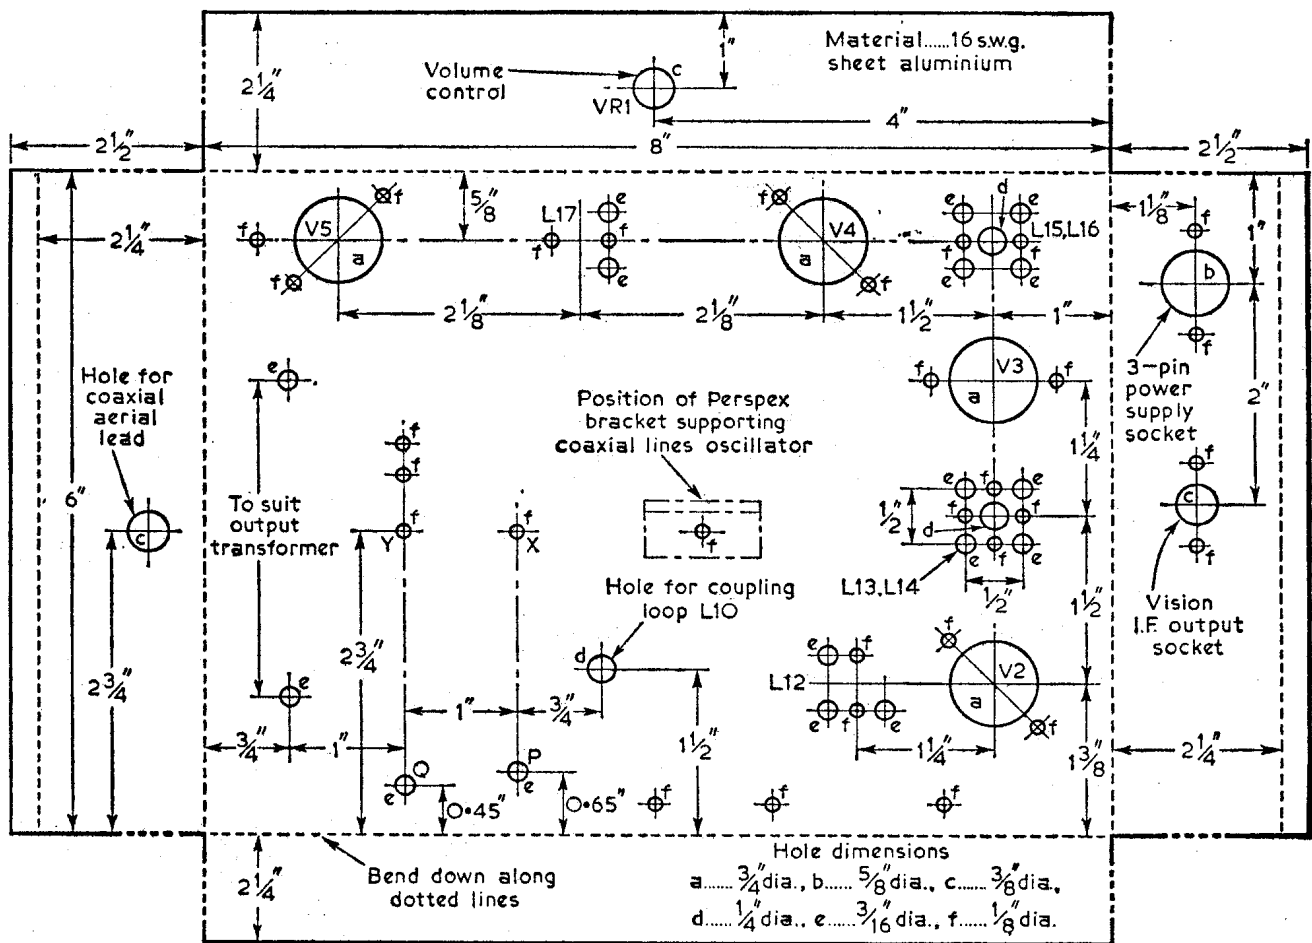 Material......16 s.w.g.
sheet aluminium
1"
2¼"
Volume
control
c
VR1
4"
2½"
8"
2½"
5/8"
f
V5
a
f
f
L17
f
e
f
e
f
V4
a
f
d
e
e
L15,L16
f
f
e
e
1⅛"
f
1"
b
f
2¼"
2⅛"
2⅛"
1½"
1"
3-pin
power
supply
socket
2"
Hole for
coaxial
aerial
lead
c
6"
e
To suit
output
transformer
f
f
f
Y
f
X
Position of Perspex
bracket supporting
coaxial lines oscillator
f
f
V3
a
f
1¼"
e
f
e
½"
f
f
d
e
f
e
L13,L14
½"
1½"
f
c
f
Vision
I.F. output
socket
Hole for coupling
loop L10
d
2¾"
2¾"
e
1"
¾"
e
f
L12
e
f
e
f
V2
a
f
¾"
1"
1½"
1¼"
1⅜"
2¼"
Q
e
P
e
0·45"
0·65"
f
f
f
2¼"
Bend down along
dotted lines
Hole dimensions
a...... ¾" dia., b...... 5/8" dia., c...... 3/8" dia.,
d...... ¼" dia., e...... 3/16" dia., f...... ⅛" dia.